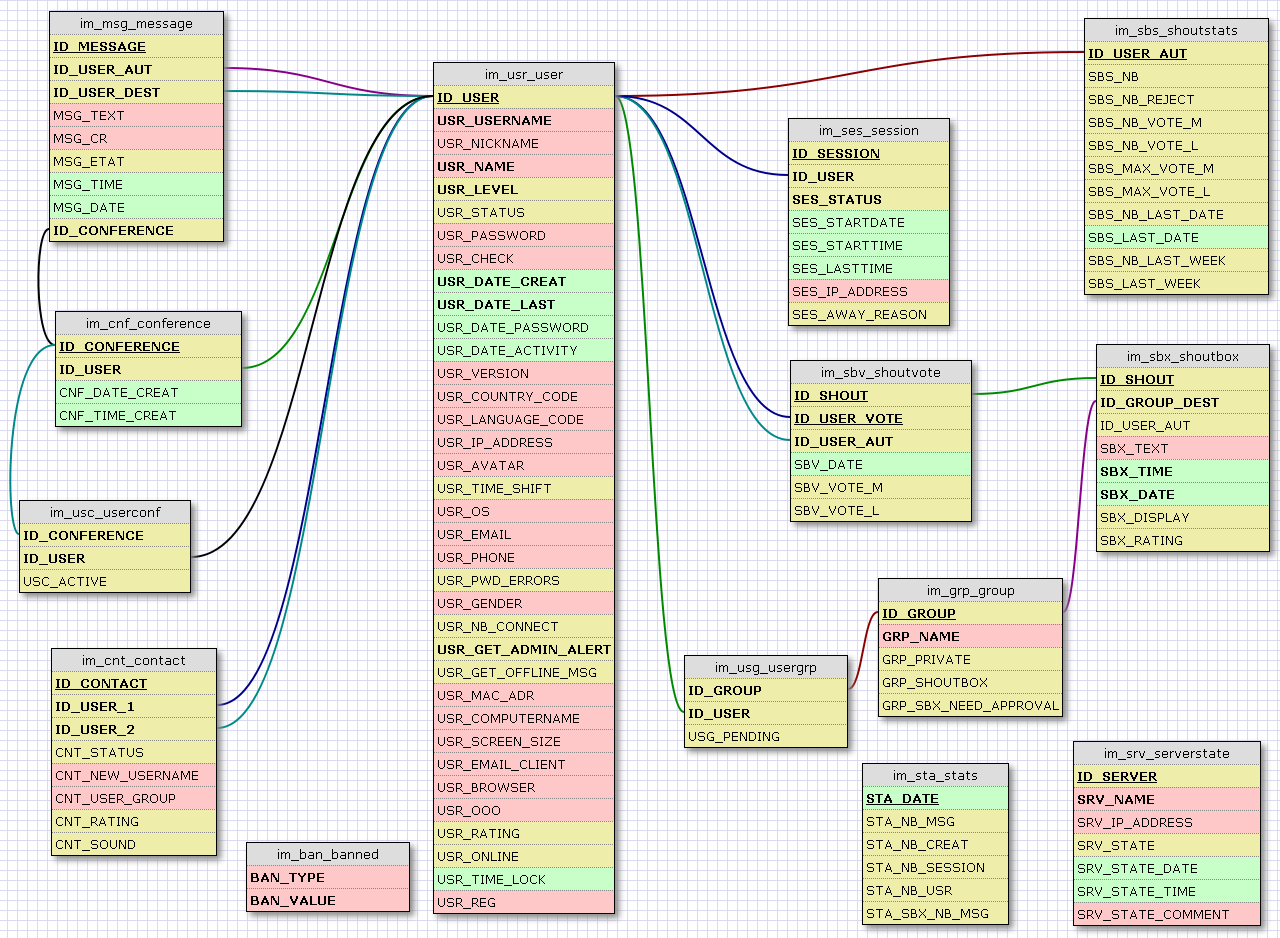 im_msg_message
ID_MESSAGE
ID_USER_AUT
ID_USER_DEST
MSG_TEXT
MSG_CR
MSG_ETAT
MSG_TIME
MSG_DATE
ID_CONFERENCE
im_cnf_conference
ID_CONFERENCE
ID_USER
CNF_DATE_CREAT
CNF_TIME_CREAT
im_usc_userconf
ID_CONFERENCE
ID_USER
USC_ACTIVE
im_cnt_contact
ID_CONTACT
ID_USER_1
ID_USER_2
CNT_STATUS
CNT_NEW_USERNAME
CNT_USER_GROUP
CNT_RATING
CNT_SOUND
im_ban_banned
BAN_TYPE
BAN_VALUE
im_usr_user
ID_USER
USR_USERNAME
USR_NICKNAME
USR_NAME
USR_LEVEL
USR_STATUS
USR_PASSWORD
USR_CHECK
USR_DATE_CREAT
USR_DATE_LAST
USR_DATE_PASSWORD
USR_DATE_ACTIVITY
USR_VERSION
USR_COUNTRY_CODE
USR_LANGUAGE_CODE
USR_IP_ADDRESS
USR_AVATAR
USR_TIME_SHIFT
USR_OS
USR_EMAIL
USR_PHONE
USR_PWD_ERRORS
USR_GENDER
USR_NB_CONNECT
USR_GET_ADMIN_ALERT
USR_GET_OFFLINE_MSG
USR_MAC_ADR
USR_COMPUTERNAME
USR_SCREEN_SIZE
USR_EMAIL_CLIENT
USR_BROWSER
USR_OOO
USR_RATING
USR_ONLINE
USR_TIME_LOCK
USR_REG
im_ses_session
ID_SESSION
ID_USER
SES_STATUS
SES_STARTDATE
SES_STARTTIME
SES_LASTTIME
SES_IP_ADDRESS
SES_AWAY_REASON
im_sbv_shoutvote
ID_SHOUT
ID_USER_VOTE
ID_USER_AUT
SBV_DATE
SBV_VOTE_M
SBV_VOTE_L
im_usg_usergrp
ID_GROUP
ID_USER
USG_PENDING
im_grp_group
ID_GROUP
GRP_NAME
GRP_PRIVATE
GRP_SHOUTBOX
GRP_SBX_NEED_APPROVAL
im_sta_stats
STA_DATE
STA_NB_MSG
STA_NB_CREAT
STA_NB_SESSION
STA_NB_USR
STA_SBX_NB_MSG
im_sbs_shoutstats
ID_USER_AUT
SBS_NB
SBS_NB_REJECT
SBS_NB_VOTE_M
SBS_NB_VOTE_L
SBS_MAX_VOTE_M
SBS_MAX_VOTE_L
SBS_NB_LAST_DATE
SBS_LAST_DATE
SBS_NB_LAST_WEEK
SBS_LAST_WEEK
im_sbx_shoutbox
ID_SHOUT
ID_GROUP_DEST
ID_USER_AUT
SBX_TEXT
SBX_TIME
SBX_DATE
SBX_DISPLAY
SBX_RATING
im_srv_serverstate
ID_SERVER
SRV_NAME
SRV_IP_ADDRESS
SRV_STATE
SRV_STATE_DATE
SRV_STATE_TIME
SRV_STATE_COMMENT